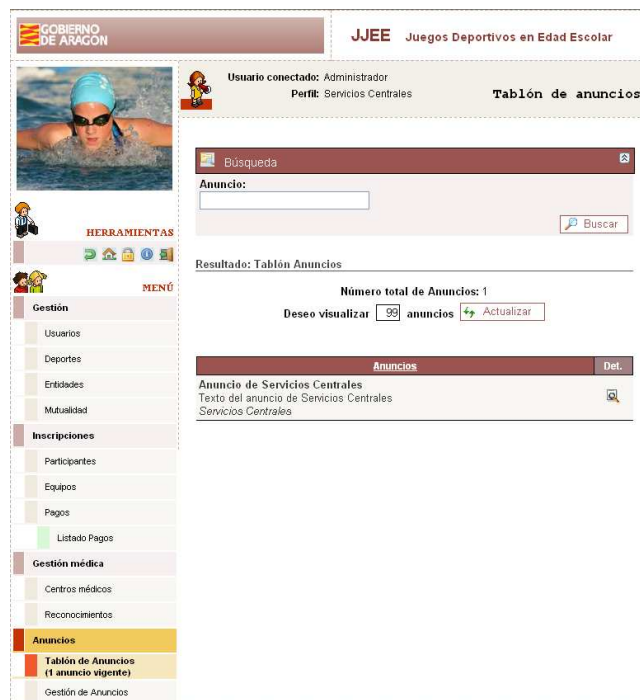 GOBIERNO
DE ARAGON
JJEE Juegos Deportivos en Edad Escolar
Usuario conectado: Administrador
Perfil: Servicios Centrales
Tablón de anuncios
Búsqueda
Anuncio:
Buscar
HERRAMIENTAS
MENÚ
Gestión
Usuarios
Deportes
Entidades
Mutualidad
Inscripciones
Participantes
Equipos
Pagos
Listado Pagos
Gestión médica
Centros médicos
Reconocimientos
Anuncios
Tablón de Anuncios
(1 anuncio vigente)
Gestión de Anuncios
Resultado: Tablón Anuncios
Número total de Anuncios: 1
Deseo visualizar 99 anuncios Actualizar
Anuncios Det.
Anuncio de Servicios Centrales
Texto del anuncio de Servicios Centrales
Servicios Centrales